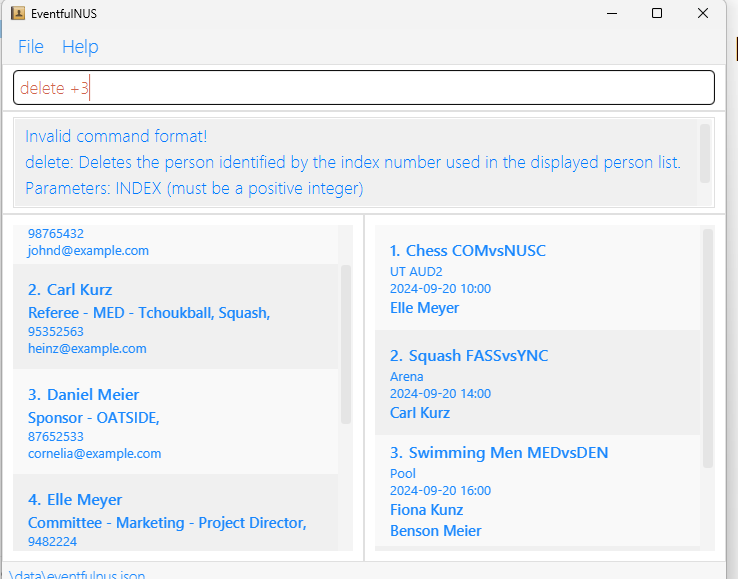 EventfulNUS
File Help
delete +3
Invalid command format!
delete: Deletes the person identified by the index number used in the displayed person list.
Parameters: INDEX (must be a positive integer)
98765432
johnd@example.com
2. Carl Kurz
Referee - MED - Tchoukball, Squash,
95352563
heinz@example.com
3. Daniel Meier
Sponsor - OATSIDE,
87652533
cornelia@example.com
4. Elle Meyer
Committee - Marketing - Project Director,
9482224
1. Chess COMvsNUSC
UT AUD2
2024-09-20 10:00
Elle Meyer
2. Squash FASSvsYNC
Arena
2024-09-20 14:00
Carl Kurz
3. Swimming Men MEDvsDEN
Pool
2024-09-20 16:00
Fiona Kunz
Benson Meier
.\data\eventfulnus.json